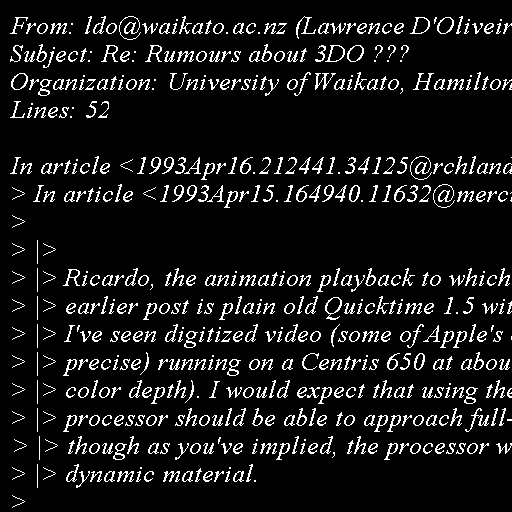 From: ldo@waikato.ac.nz (Lawrence D'Oliveir
Subject: Re: Rumours about 3DO ???
Organization: University of Waikato, Hamilton
Lines: 52

In article <1993Apr16.212441.34125@rchland
> In article <1993Apr15.164940.11632@merc
>
> |>
> |> Ricardo, the animation playback to which
> |> earlier post is plain old Quicktime 1.5 wit
> |> I've seen digitized video (some of Apple's
> |> precise) running on a Centris 650 at abou
> |> color depth). I would expect that using the
> |> processor should be able to approach full-
> |> though as you've implied, the processor w
> |> dynamic material.
>